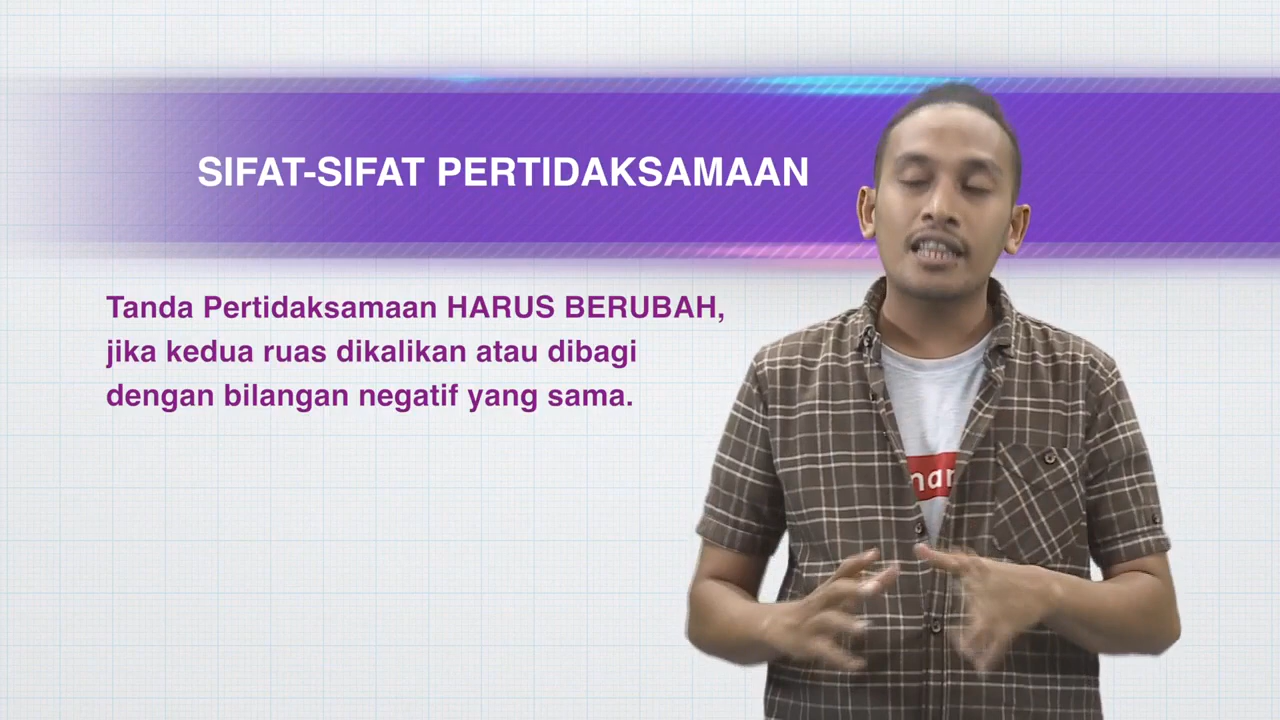 SIFAT-SIFAT PERTIDAKSAMAAN
Tanda Pertidaksamaan HARUS BERUBAH,
jika kedua ruas dikalikan atau dibagi
dengan bilangan negatif yang sama.